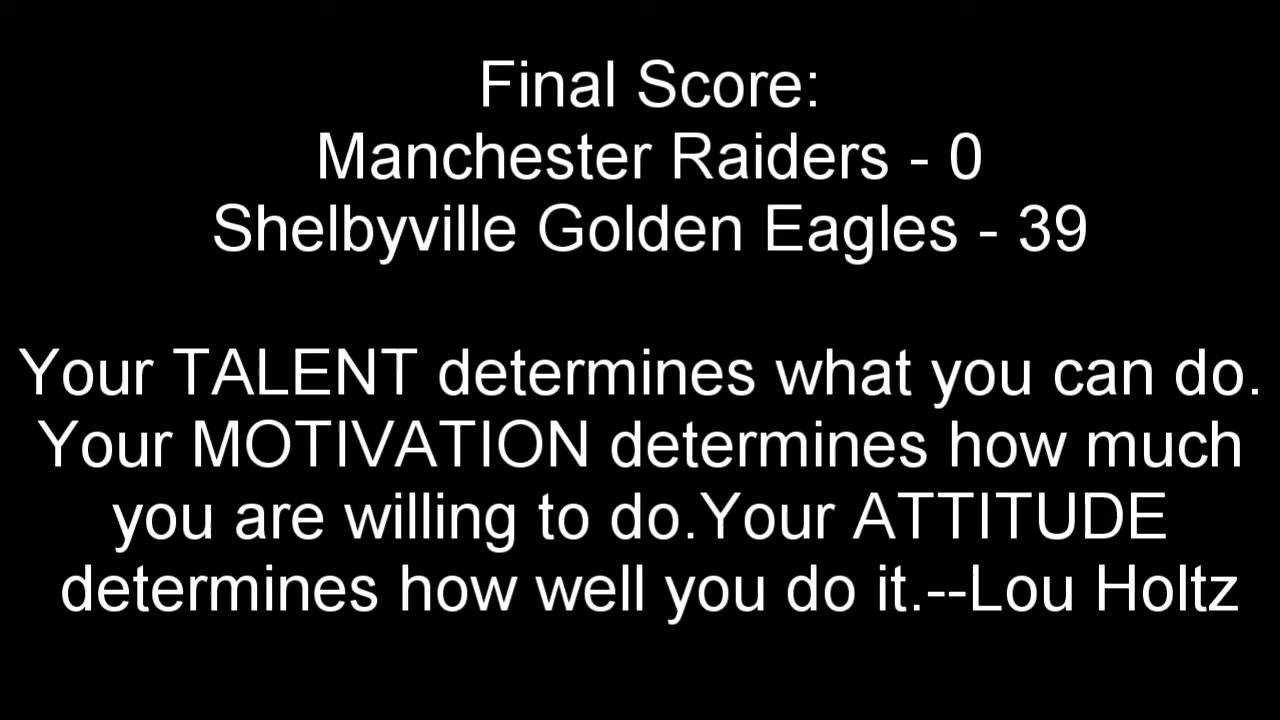 Final Score:
Manchester Raiders - 0
Shelbyville Golden Eagles - 39
Your TALENT determines what you can do.
Your MOTIVATION determines how much
you are willing to do.Your ATTITUDE
determines how well you do it.--Lou Holtz